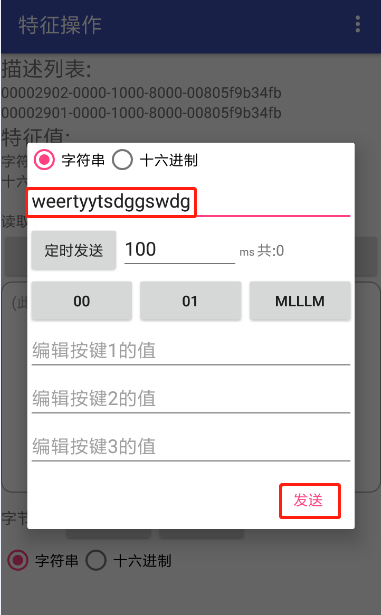 特征操作
描述列表:
00002902-0000-1000-8000-00805f9b34fb
00002901-0000-1000-8000-00805f9b34fb
特征值:
字符
十六
字符串 十六进制
weertyytsdggswdg
读取
定时发送 100 ms 共:0
00 01 MLLLM
(此
编辑按键1的值
编辑按键2的值
编辑按键3的值
发送
字节
字符串 十六进制